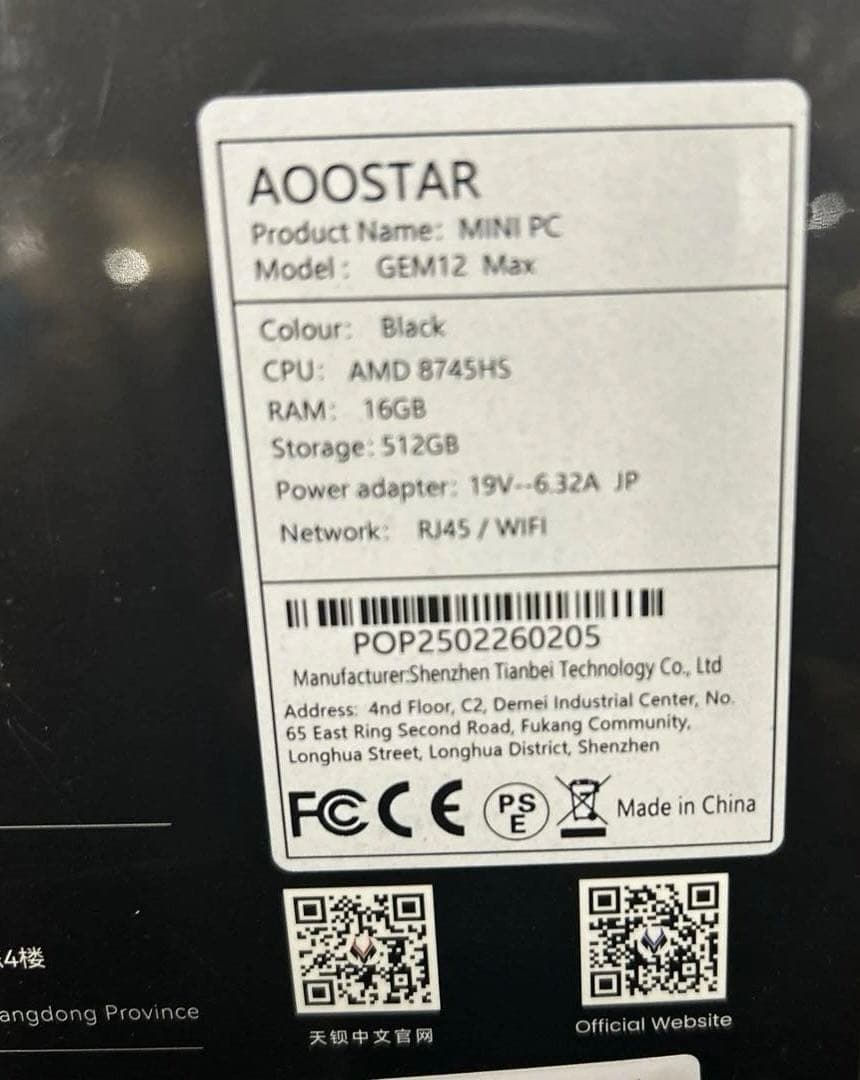 AOOSTAR
Product Name: MINI PC
Model: GEM12 Max
Colour: Black
CPU: AMD 8745HS
RAM: 16GB
Storage: 512GB
Power adapter: 19V--6.32A JP
Network: RJ45 / WIFI
POP2502260205
Manufacturer:Shenzhen Tianbei Technology Co., Ltd
Address: 4nd Floor, C2, Demei Industrial Center, No.
65 East Ring Second Road, Fukang Community,
Longhua Street, Longhua District, Shenzhen
FC CE PSE Made in China
4楼
angdong Province
天钡中文官网
Official Website